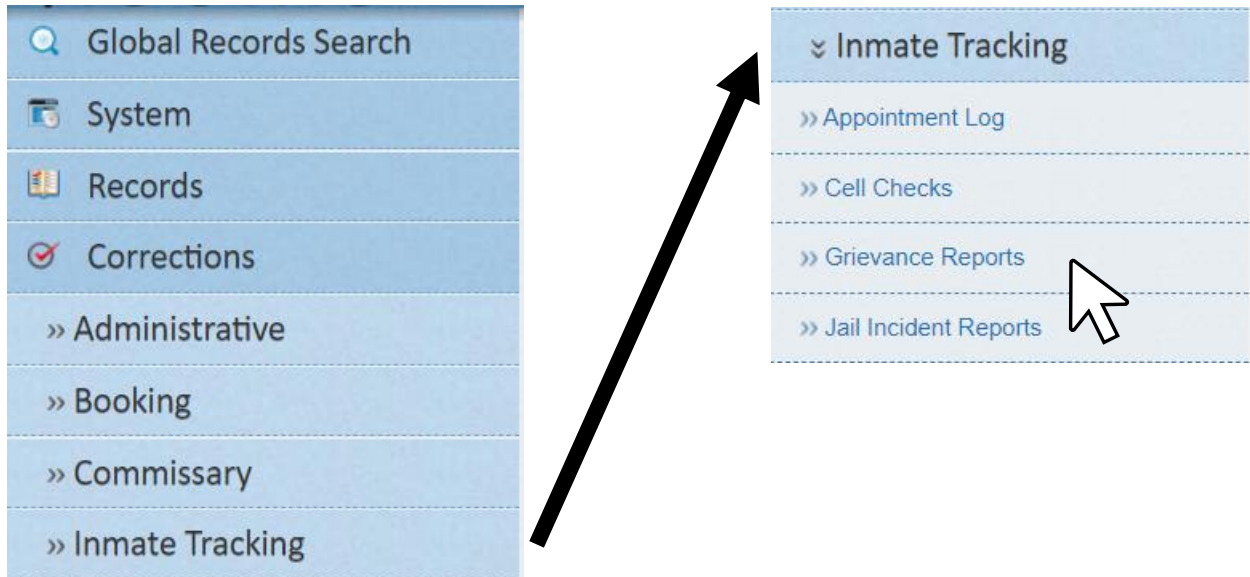 Global Records Search
System
Records
Corrections
» Administrative
» Booking
» Commissary
» Inmate Tracking
Inmate Tracking
» Appointment Log
» Cell Checks
» Grievance Reports
» Jail Incident Reports